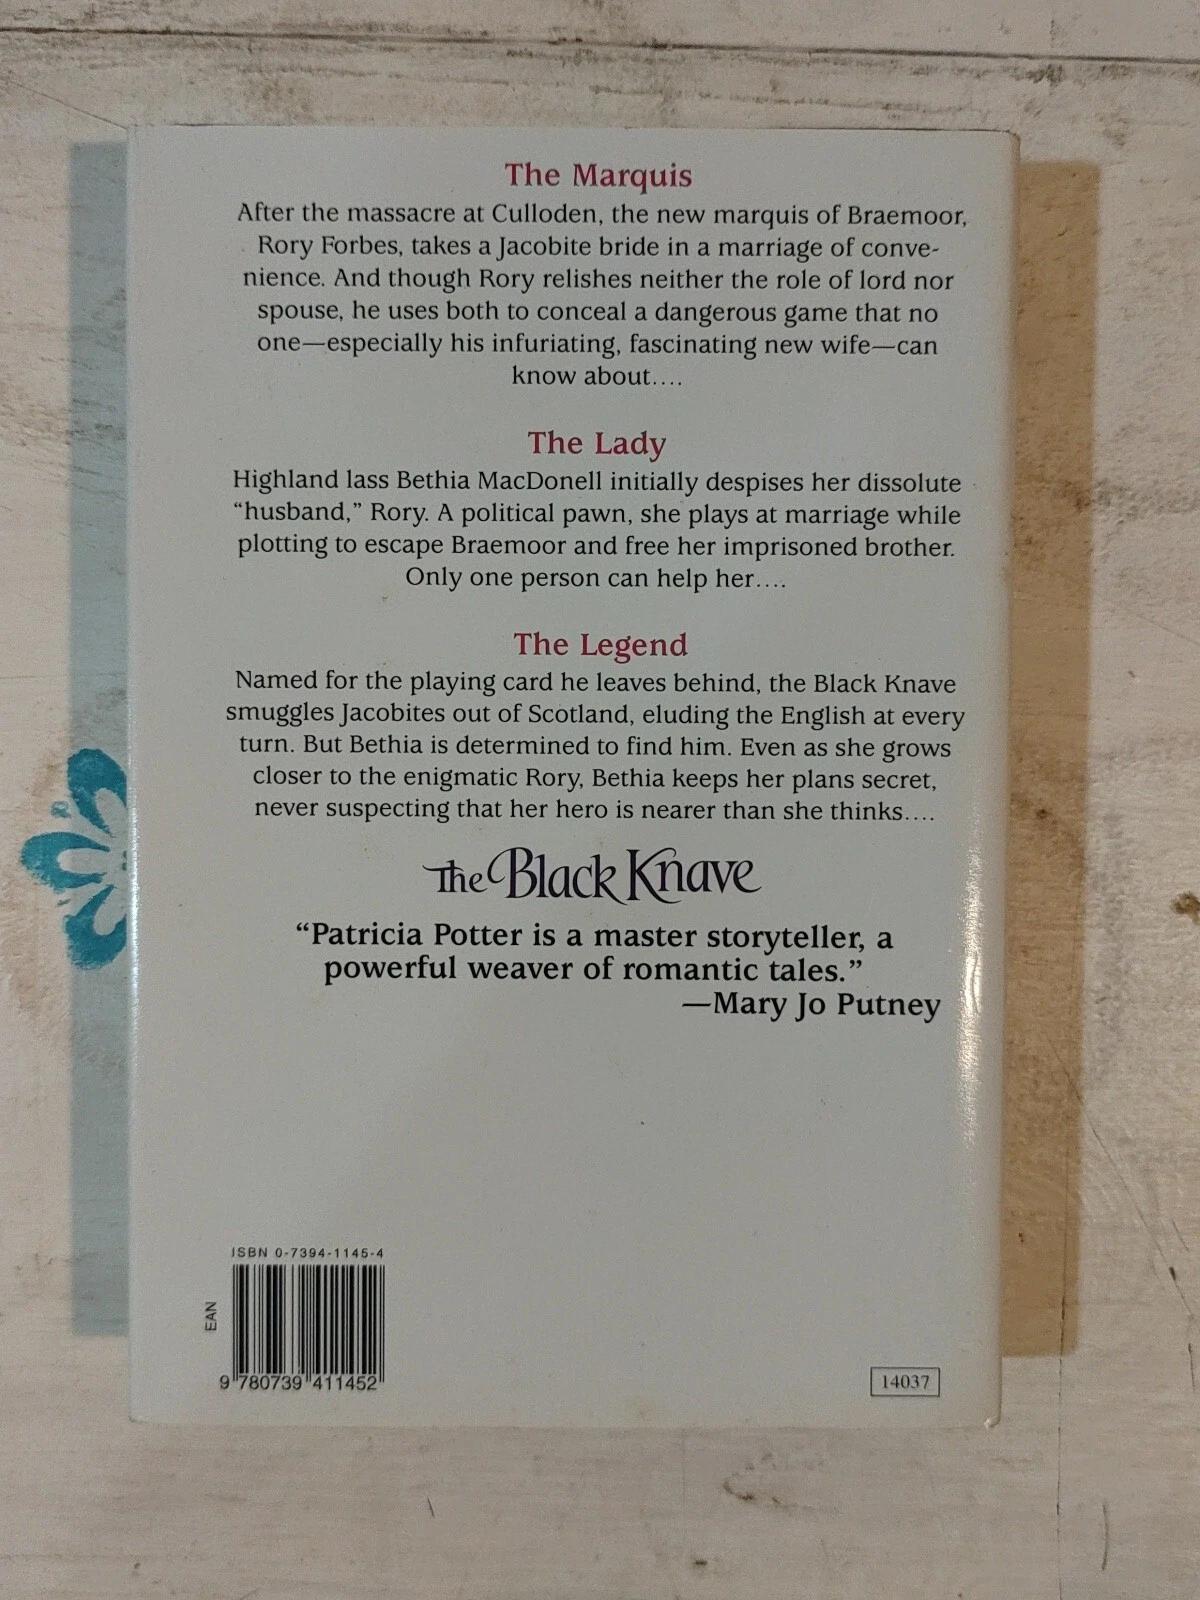 The Marquis
After the massacre at Culloden, the new marquis of Braemoor,
Rory Forbes, takes a Jacobite bride in a marriage of conve-
nience. And though Rory relishes neither the role of lord nor
spouse, he uses both to conceal a dangerous game that no
one—especially his infuriating, fascinating new wife—can
know about....
The Lady
Highland lass Bethia MacDonell initially despises her dissolute
“husband,” Rory. A political pawn, she plays at marriage while
plotting to escape Braemoor and free her imprisoned brother.
Only one person can help her....
The Legend
Named for the playing card he leaves behind, the Black Knave
smuggles Jacobites out of Scotland, eluding the English at every
turn. But Bethia is determined to find him. Even as she grows
closer to the enigmatic Rory, Bethia keeps her plans secret,
never suspecting that her hero is nearer than she thinks....
The Black Knave
“Patricia Potter is a master storyteller, a
powerful weaver of romantic tales.”
—Mary Jo Putney
ISBN 0-7394-1145-4
EAN
9 780739 411452
14037